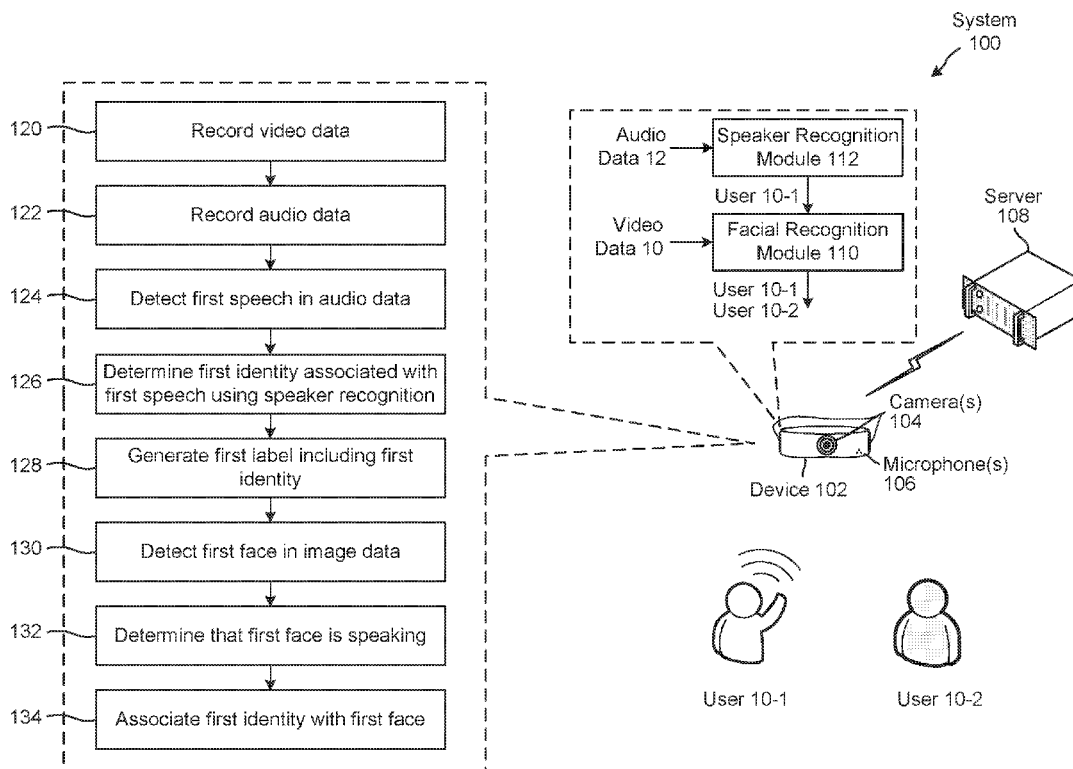 System
100
120
Record video data
122
Record audio data
124
Detect first speech in audio data
126
Determine first identity associated with
first speech using speaker recognition
128
Generate first label including first
identity
130
Detect first face in image data
132
Determine that first face is speaking
134
Associate first identity with first face
Audio
Data 12
Speaker Recognition
Module 112
User 10-1
Video
Data 10
Facial Recognition
Module 110
User 10-1
User 10-2
Server
108
Camera(s)
104
Microphone(s)
106
Device 102
User 10-1
User 10-2